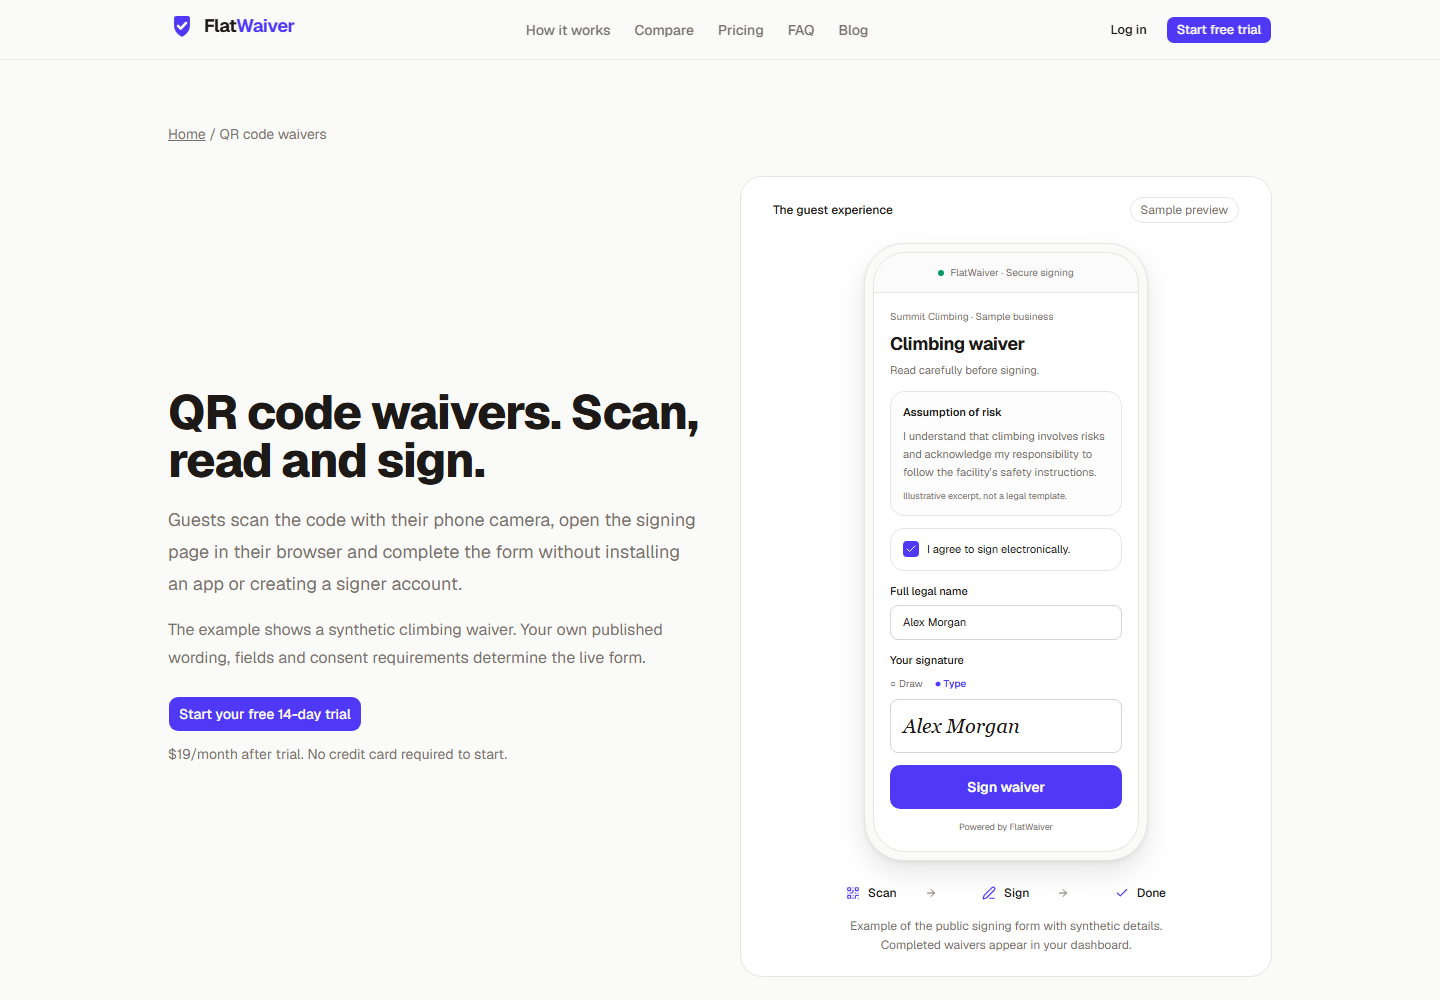 FlatWaiver
How it works
Compare
Pricing
FAQ
Blog
Log in
Start free trial
Home / QR code waivers
QR code waivers. Scan,
read and sign.
Guests scan the code with their phone camera, open the signing
page in their browser and complete the form without installing
an app or creating a signer account.
The example shows a synthetic climbing waiver. Your own published
wording, fields and consent requirements determine the live form.
Start your free 14-day trial
$19/month after trial. No credit card required to start.
The guest experience
Sample preview
FlatWaiver · Secure signing
Summit Climbing · Sample business
Climbing waiver
Read carefully before signing.
Assumption of risk
I understand that climbing involves risks
and acknowledge my responsibility to
follow the facility's safety instructions.
Illustrative excerpt, not a legal template.
I agree to sign electronically.
Full legal name
Alex Morgan
Your signature
Draw
Type
Alex Morgan
Sign waiver
Powered by FlatWaiver
Scan → Sign → Done
Example of the public signing form with synthetic details.
Completed waivers appear in your dashboard.